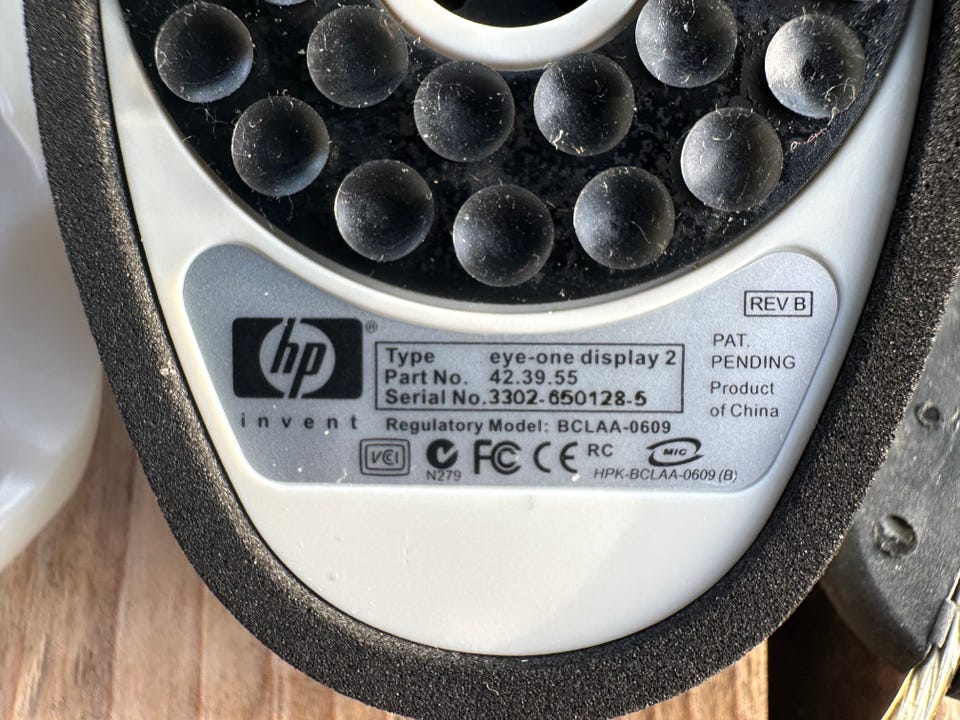 REV B
hp®
invent
Type eye-one display 2
Part No. 42.39.55
Serial No. 3302-650128-5
PAT.
PENDING
Product
of China
Regulatory Model: BCLAA-0609
VCI N279 FC CE RC MIC
HPK-BCLAA-0609 (B)